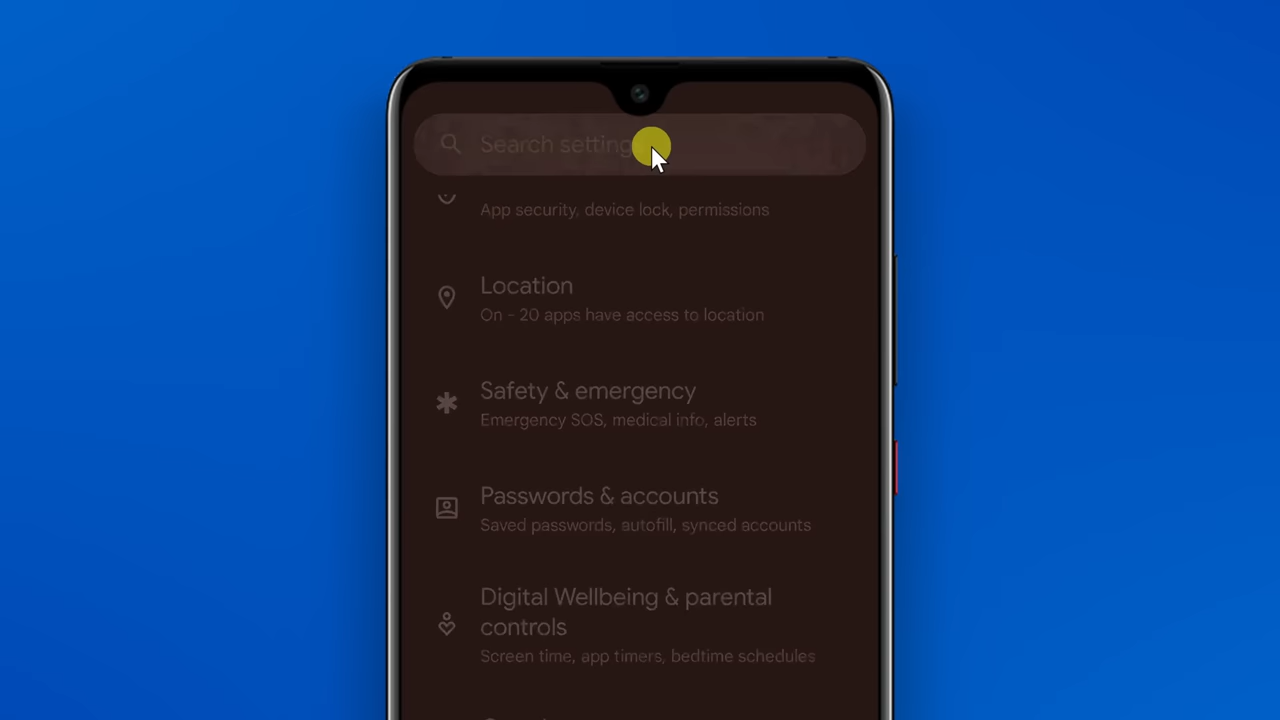 Search setting
App security, device lock, permissions
Location
On - 20 apps have access to location
Safety & emergency
Emergency SOS, medical info, alerts
Passwords & accounts
Saved passwords, autofill, synced accounts
Digital Wellbeing & parental
controls
Screen time, app timers, bedtime schedules